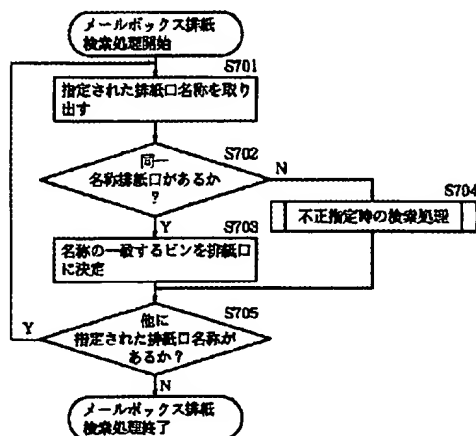 メールボックス排紙
検索処理開始
S701
指定された排紙口名称を取り
出す
S702
同一
名称排紙口があるか
?
N
Y
S704
不正指定時の検索処理
S703
名称の一致するビンを排紙口
に決定
S705
他に
指定された排紙口名称が
あるか?
Y
N
メールボックス排紙
検索処理終了